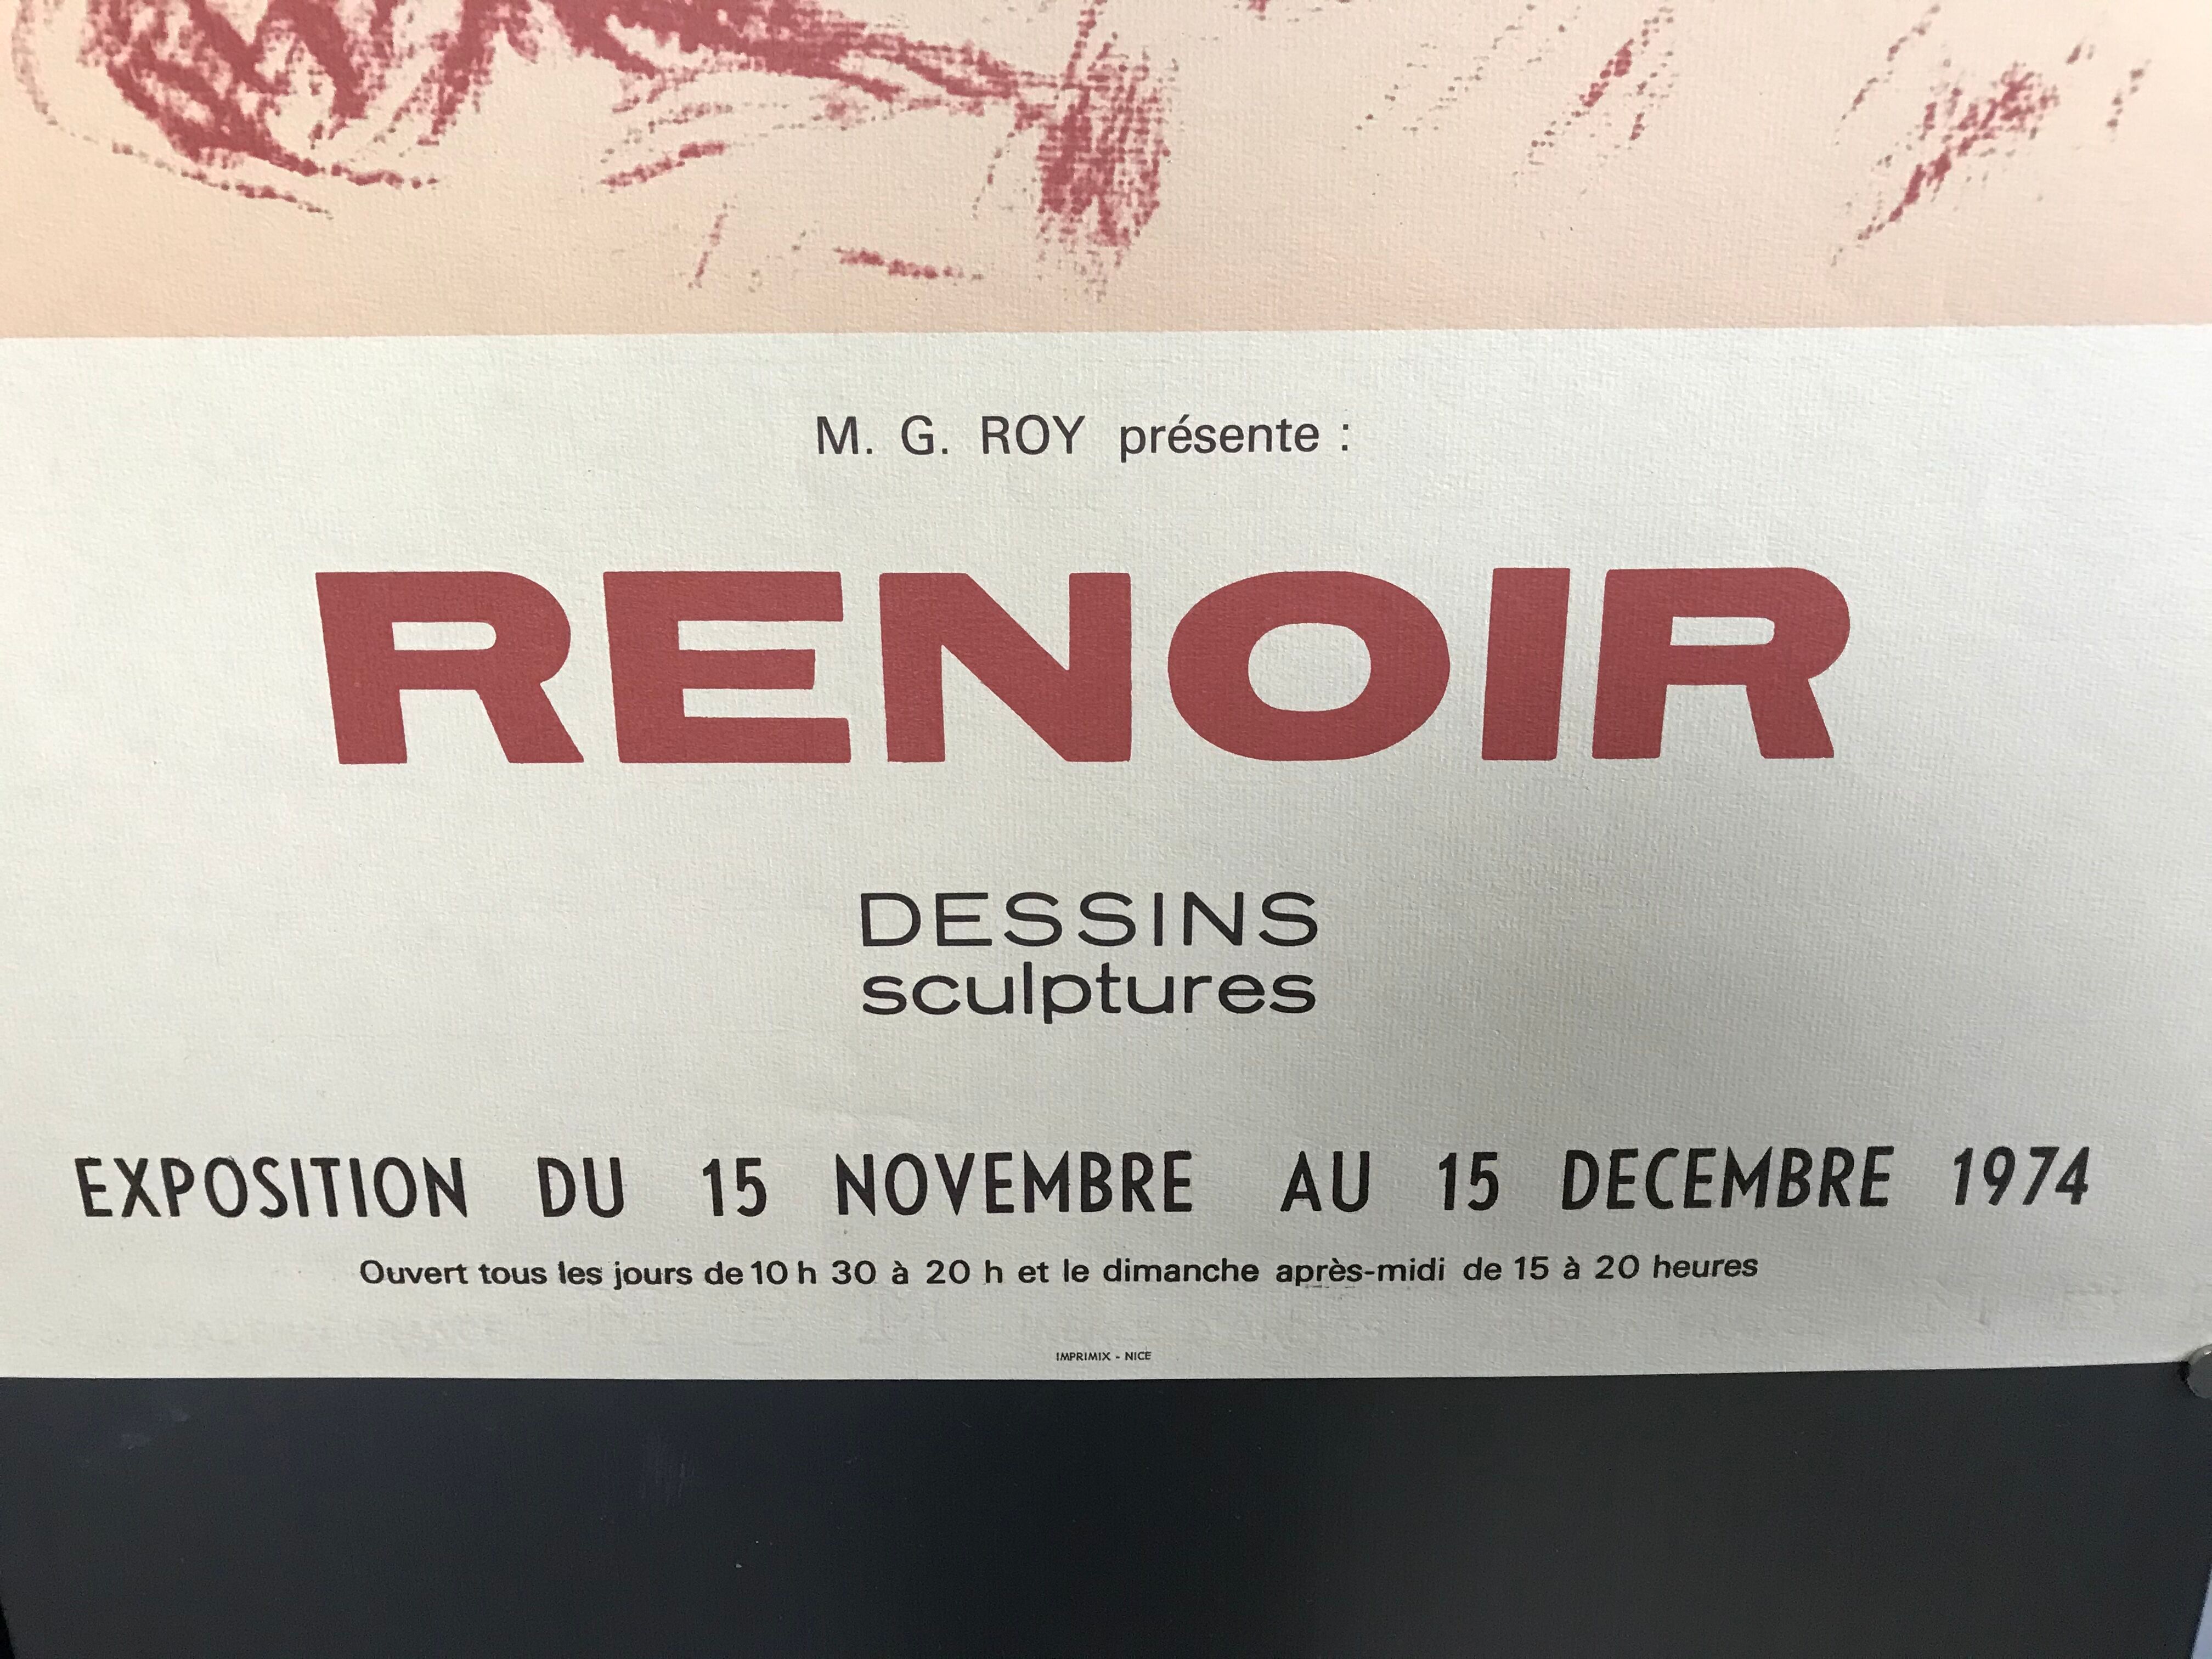 M. G. ROY présente :
RENOIR
DESSINS
sculptures
EXPOSITION DU 15 NOVEMBRE AU 15 DECEMBRE 1974
Ouvert tous les jours de 10 h 30 à 20 h et le dimanche après-midi de 15 à 20 heures
IMPRIMIX - NICE